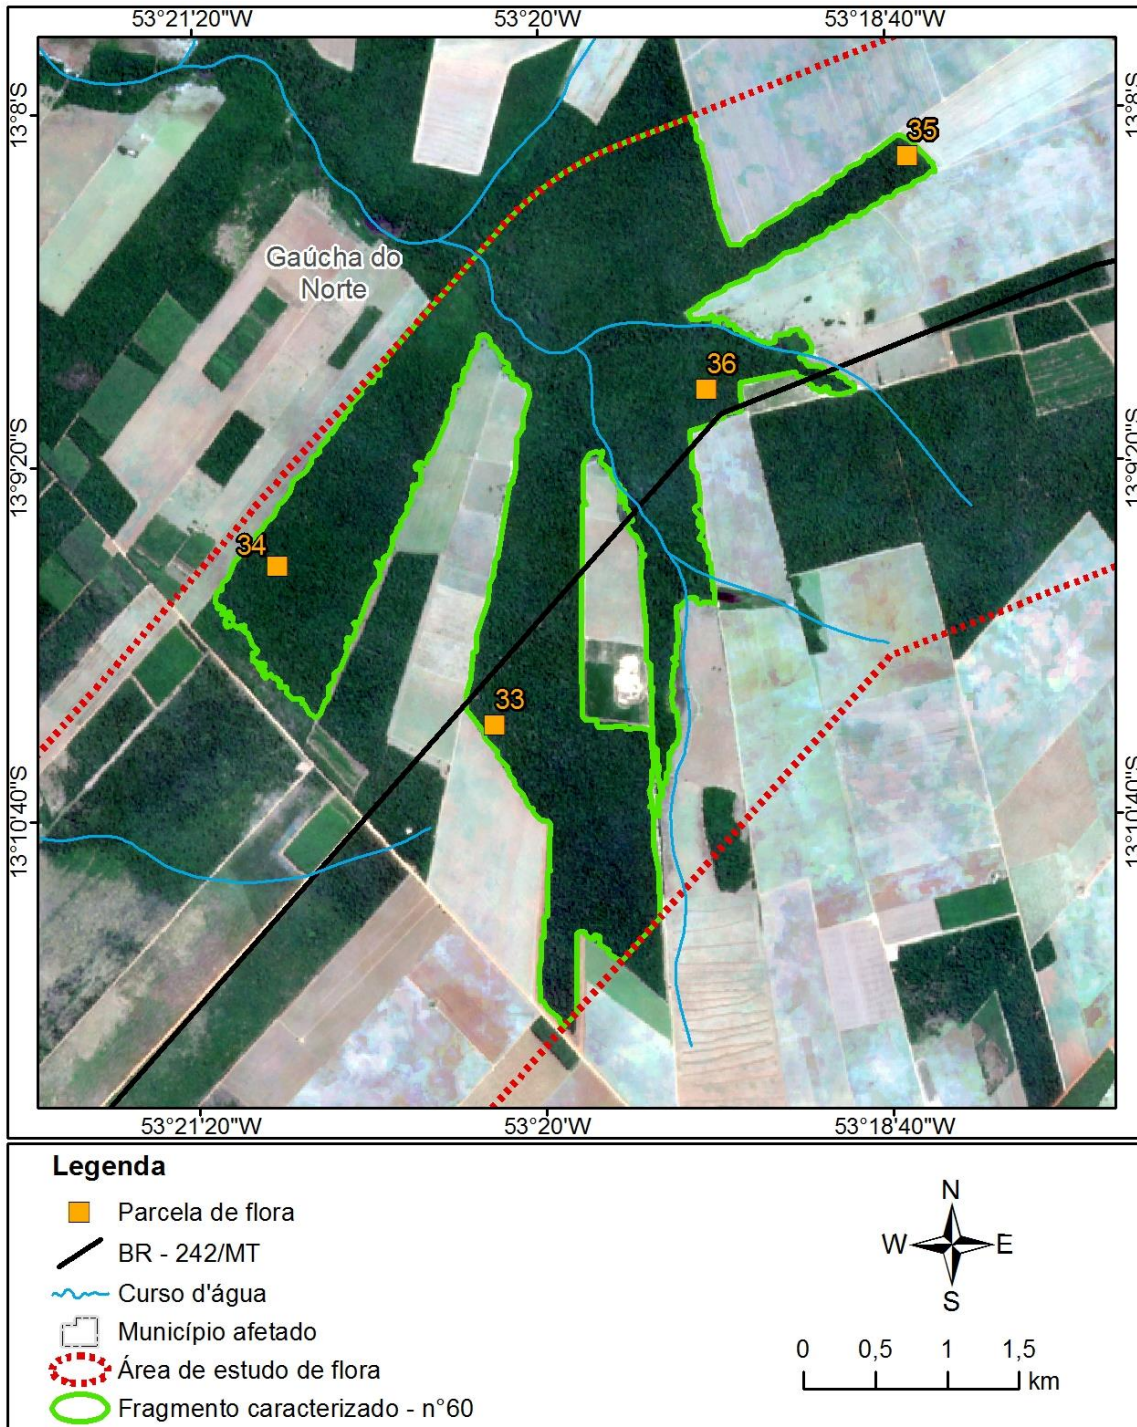 53°21'20"W
53°20'W
53°18'40"W
13°8'S
13°8'S
35
Gaúcha do
Norte
36
13°9'20"S
13°9'20"S
34
33
13°10'40"S
13°10'40"S
53°21'20"W
53°20'W
53°18'40"W
Legenda
Parcela de flora
BR - 242/MT
Curso d'água
Município afetado
Área de estudo de flora
Fragmento caracterizado - n°60
N
W
E
S
0
0,5
1
1,5
km